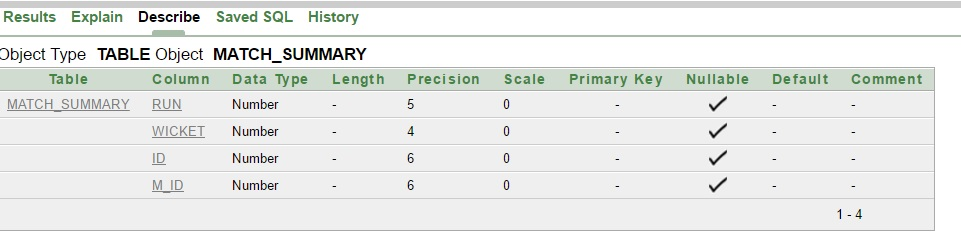 Results Explain Describe Saved SQL History
Object Type TABLE Object MATCH_SUMMARY
Table Column Data Type Length Precision Scale Primary Key Nullable Default Comment
MATCH_SUMMARY RUN Number - 5 0 - ✓ - -
WICKET Number - 4 0 - ✓ - -
ID Number - 6 0 - ✓ - -
M_ID Number - 6 0 - ✓ - -
1 - 4